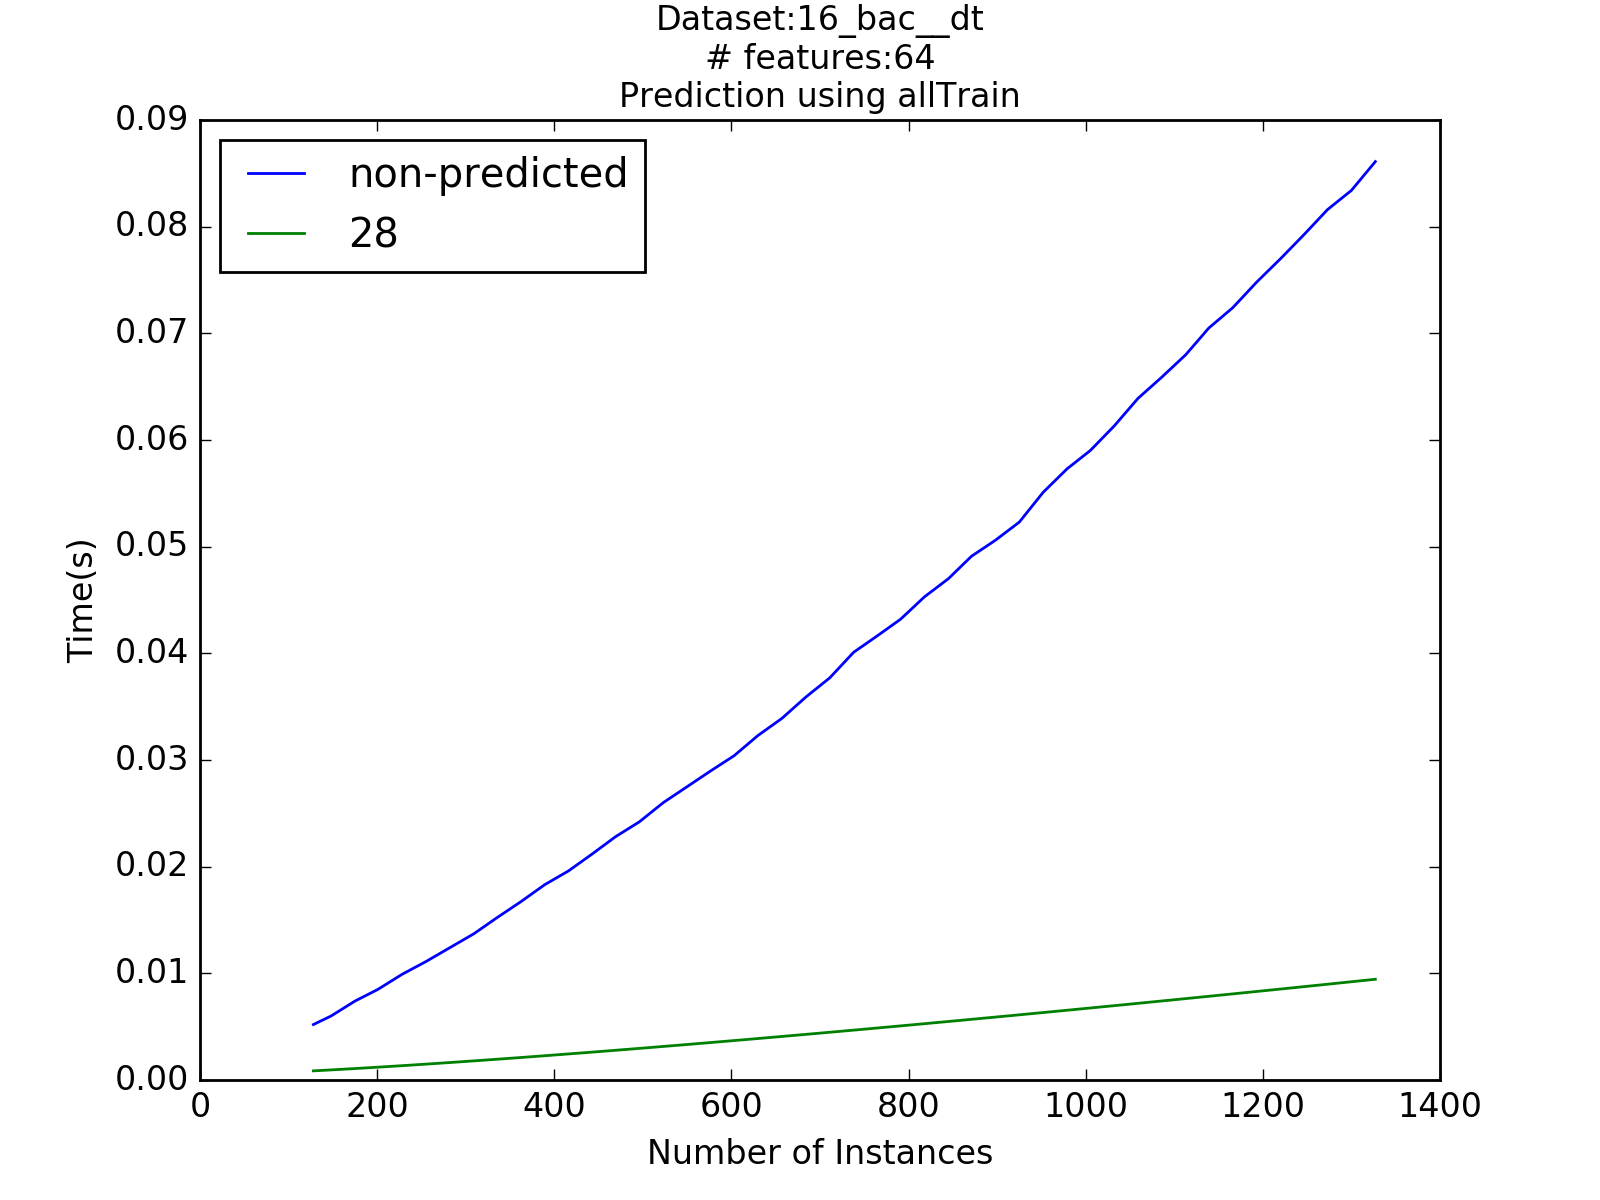 Dataset:16_bac__dt
# features:64
Prediction using allTrain
0.09
0.08
0.07
0.06
0.05
0.04
0.03
0.02
0.01
0.00
Time(s)
non-predicted
28
0 200 400 600 800 1000 1200 1400
Number of Instances